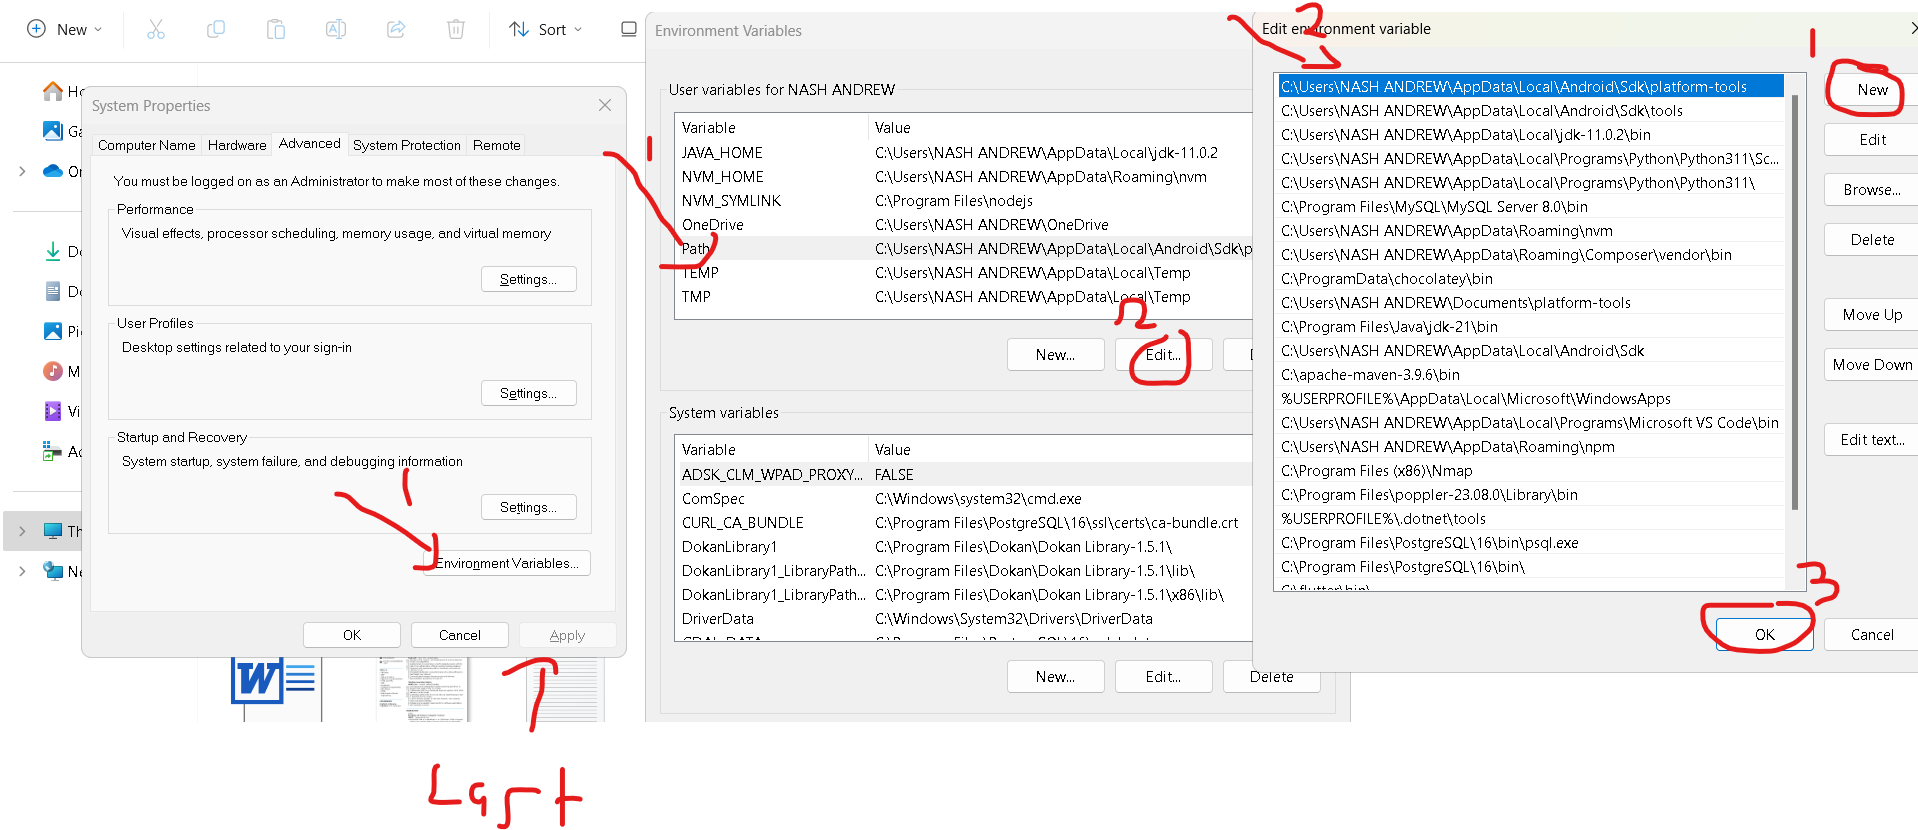 New
Sort
System Properties
Computer Name
Hardware
Advanced
System Protection
Remote
You must be logged on as an Administrator to make most of these changes.
Performance
Visual effects, processor scheduling, memory usage, and virtual memory
Settings...
User Profiles
Desktop settings related to your sign-in
Settings...
Startup and Recovery
System startup, system failure, and debugging information
Settings...
1
Environment Variables...
OK
Cancel
Apply
Last
Environment Variables
User variables for NASH ANDREW
Variable Value
1
JAVA_HOME C:\Users\NASH ANDREW\AppData\Local\jdk-11.0.2
NVM_HOME C:\Users\NASH ANDREW\AppData\Roaming\nvm
NVM_SYMLINK C:\Program Files\nodejs
OneDrive C:\Users\NASH ANDREW\OneDrive
Path C:\Users\NASH ANDREW\AppData\Local\Android\Sdk\p
TEMP C:\Users\NASH ANDREW\AppData\Local\Temp
TMP C:\Users\NASH ANDREW\AppData\Local\Temp
2
New...
Edit...
System variables
Variable Value
ADSK_CLM_WPAD_PROXY... FALSE
ComSpec C:\Windows\system32\cmd.exe
CURL_CA_BUNDLE C:\Program Files\PostgreSQL\16\ssl\certs\ca-bundle.crt
DokanLibrary1 C:\Program Files\Dokan\Dokan Library-1.5.1\
DokanLibrary1_LibraryPath... C:\Program Files\Dokan\Dokan Library-1.5.1\lib\
DokanLibrary1_LibraryPath... C:\Program Files\Dokan\Dokan Library-1.5.1\x86\lib\
DriverData C:\Windows\System32\Drivers\DriverData
New...
Edit...
Delete
2
Edit environment variable
1
C:\Users\NASH ANDREW\AppData\Local\Android\Sdk\platform-tools
C:\Users\NASH ANDREW\AppData\Local\Android\Sdk\tools
C:\Users\NASH ANDREW\AppData\Local\jdk-11.0.2\bin
C:\Users\NASH ANDREW\AppData\Local\Programs\Python\Python311\Sc...
C:\Users\NASH ANDREW\AppData\Local\Programs\Python\Python311\
C:\Program Files\MySQL\MySQL Server 8.0\bin
C:\Users\NASH ANDREW\AppData\Roaming\nvm
C:\Users\NASH ANDREW\AppData\Roaming\Composer\vendor\bin
C:\ProgramData\chocolatey\bin
C:\Users\NASH ANDREW\Documents\platform-tools
C:\Program Files\Java\jdk-21\bin
C:\Users\NASH ANDREW\AppData\Local\Android\Sdk
C:\apache-maven-3.9.6\bin
%USERPROFILE%\AppData\Local\Microsoft\WindowsApps
C:\Users\NASH ANDREW\AppData\Local\Programs\Microsoft VS Code\bin
C:\Users\NASH ANDREW\AppData\Roaming\npm
C:\Program Files (x86)\Nmap
C:\Program Files\poppler-23.08.0\Library\bin
%USERPROFILE%\.dotnet\tools
C:\Program Files\PostgreSQL\16\bin\psql.exe
C:\Program Files\PostgreSQL\16\bin\
C:\flutter\bin\
New
Edit
Browse...
Delete
Move Up
Move Down
Edit text...
3
OK
Cancel